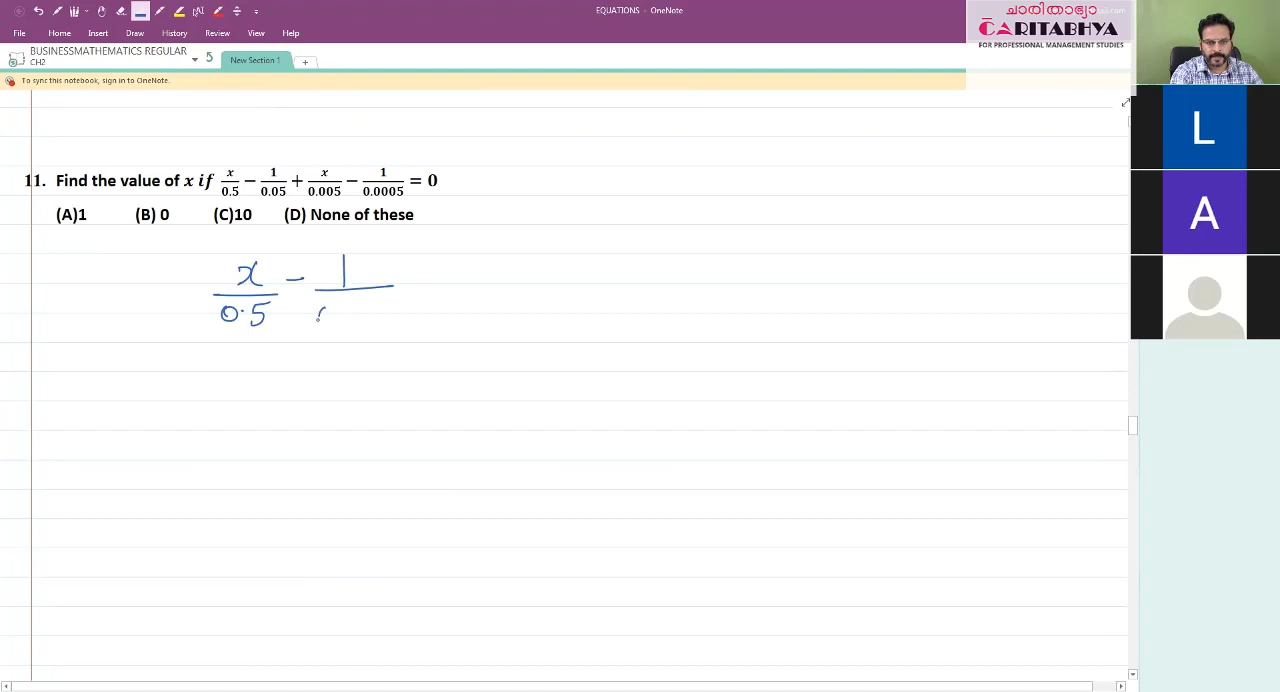 EQUATIONS - OneNote
ചാരിതാഭ്യാ
CARITABHYA
FOR PROFESSIONAL MANAGEMENT STUDIES
File Home Insert Draw History Review View Help
BUSINESSMATHEMATICS REGULAR
CH2
New Section 1
To sync this notebook, sign in to OneNote.
11. Find the value of x if x/0.5 − 1/0.05 + x/0.005 − 1/0.0005 = 0
(A)1 (B) 0 (C)10 (D) None of these
x/0.5 − 1/
L
A